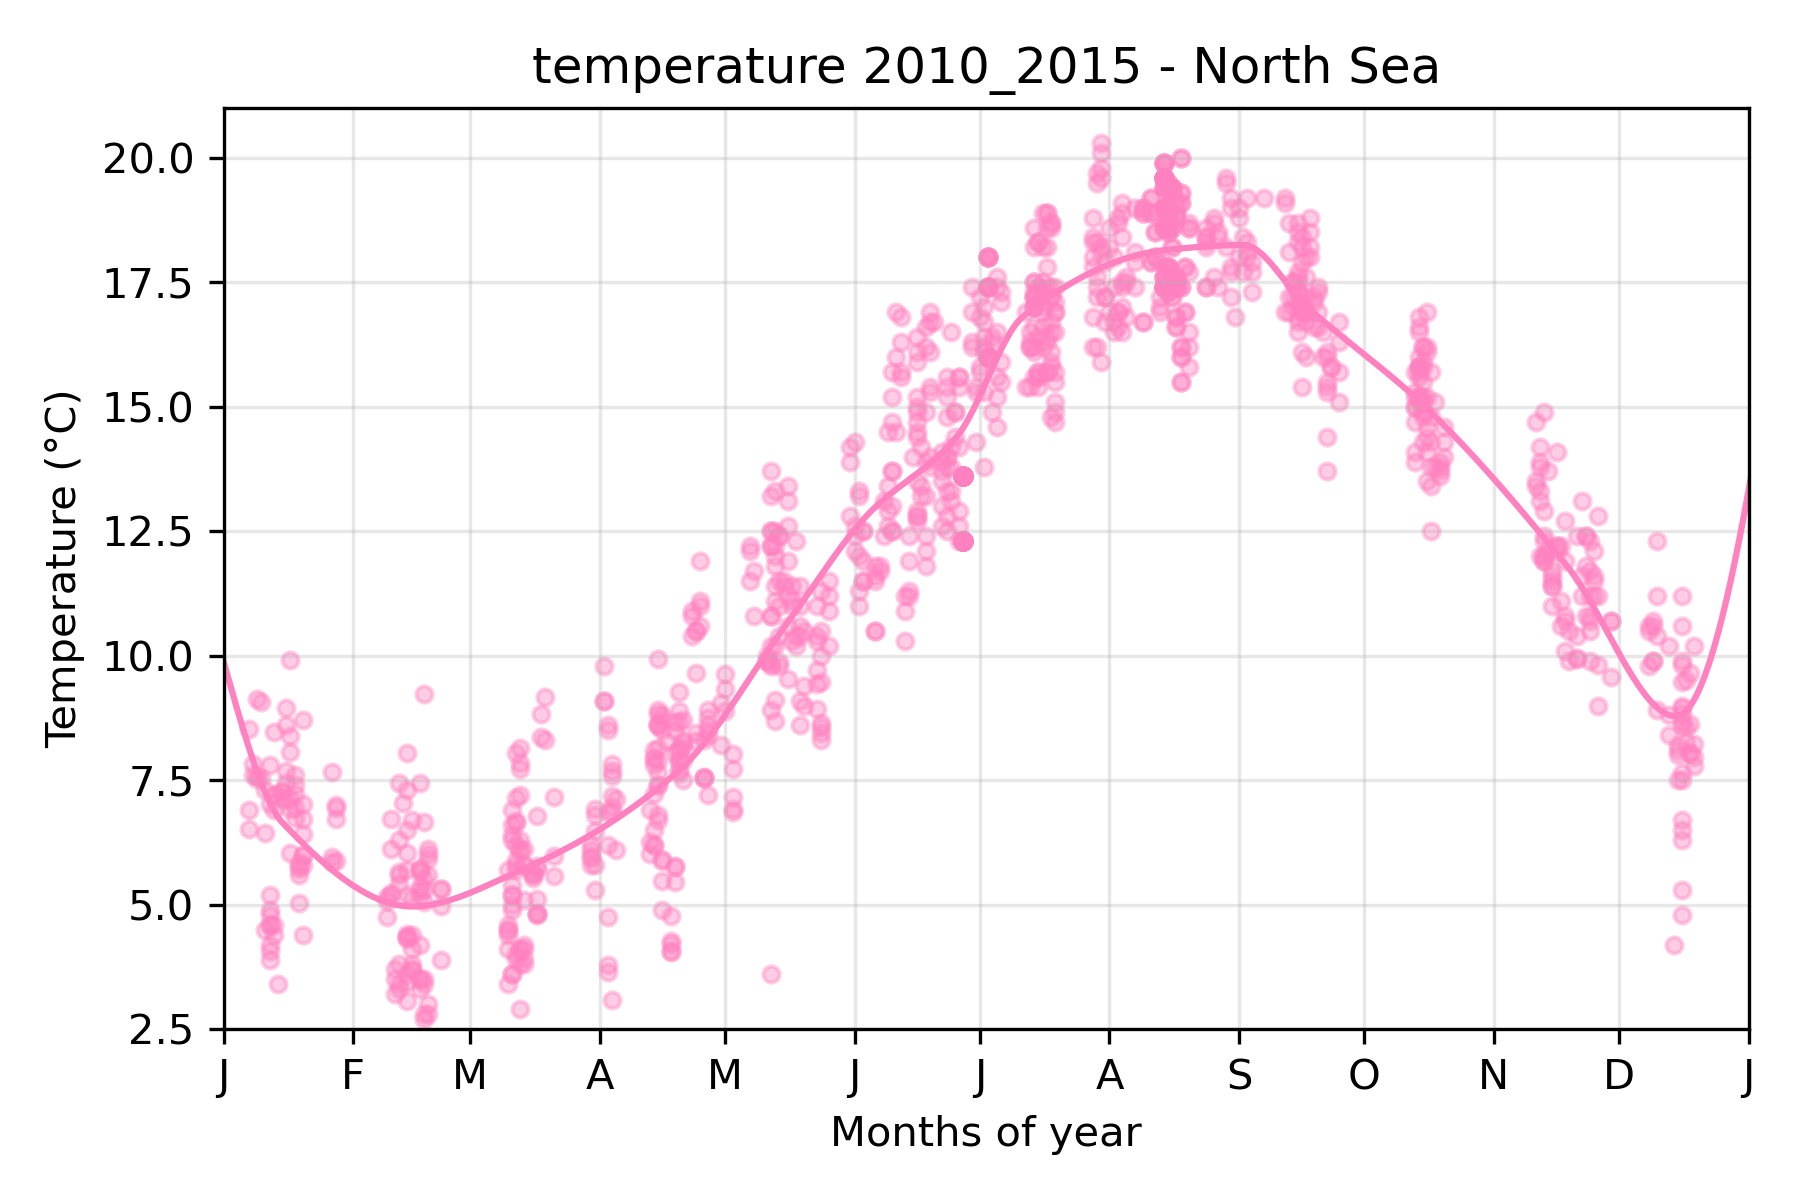 temperature 2010_2015 - North Sea
Temperature (°C)
20.0
17.5
15.0
12.5
10.0
7.5
5.0
2.5
J F M A M J J A S O N D J
Months of year